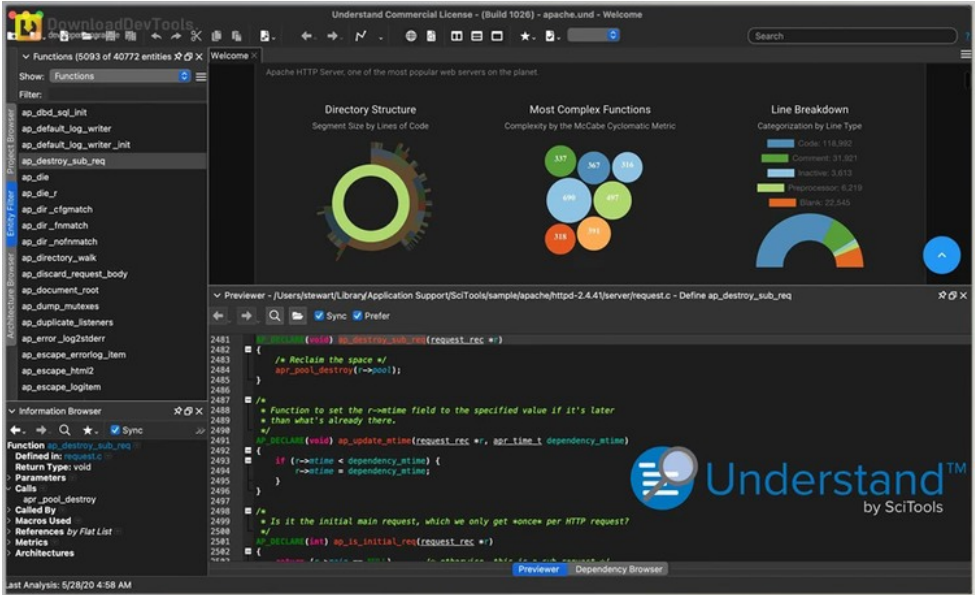 Understand Commercial License - (Build 1026) - apache.und - Welcome
DownloadDevTools
Search
Functions (5093 of 40772 entities
Show: Functions
Filter:
ap_dbd_sql_init
ap_default_log_writer
ap_default_log_writer_init
ap_destroy_sub_req
ap_die
ap_die_r
ap_dir_cfgmatch
ap_dir_fnmatch
ap_dir_nofnmatch
ap_directory_walk
ap_discard_request_body
ap_document_root
ap_dump_mutexes
ap_duplicate_listeners
ap_error_log2stderr
ap_escape_errorlog_item
ap_escape_html2
ap_escape_logitem
Project Browser
Entity Filter
Architecture Browser
Information Browser
Sync
Function ap_destroy_sub_req
Defined in: request.c
Return Type: void
Parameters
Calls
apr_pool_destroy
Called By
Macros Used
References by Flat List
Metrics
Architectures
Welcome
Apache HTTP Server, one of the most popular web servers on the planet
Directory Structure
Segment Size by Lines of Code
Most Complex Functions
Complexity by the McCabe Cyclomatic Metric
337
367
316
690
497
318
391
Line Breakdown
Categorization by Line Type
Code: 118,992
Comment: 31,921
Inactive: 3,613
Preprocessor: 6,219
Blank: 22,545
Previewer - /Users/stewart/Library/Application Support/SciTools/sample/apache/httpd-2.4.41/server/request.c - Define ap_destroy_sub_req
Sync Prefer
2481 AP_DECLARE(void) ap_destroy_sub_req(request_rec *r)
2482 {
2483 /* Reclaim the space */
2484 apr_pool_destroy(r->pool);
2485 }
2486
2487 /*
2488 * Function to set the r->mtime field to the specified value if it's later
2489 * than what's already there.
2490 */
2491 AP_DECLARE(void) ap_update_mtime(request_rec *r, apr_time_t dependency_mtime)
2492 {
2493 if (r->mtime < dependency_mtime) {
2494 r->mtime = dependency_mtime;
2495 }
2496 }
2497
2498 /*
2499 * Is it the initial main request, which we only get *once* per HTTP request?
2500 */
2501 AP_DECLARE(int) ap_is_initial_req(request_rec *r)
2502 {
Understand™
by SciTools
Previewer
Dependency Browser
Last Analysis: 5/28/20 4:58 AM